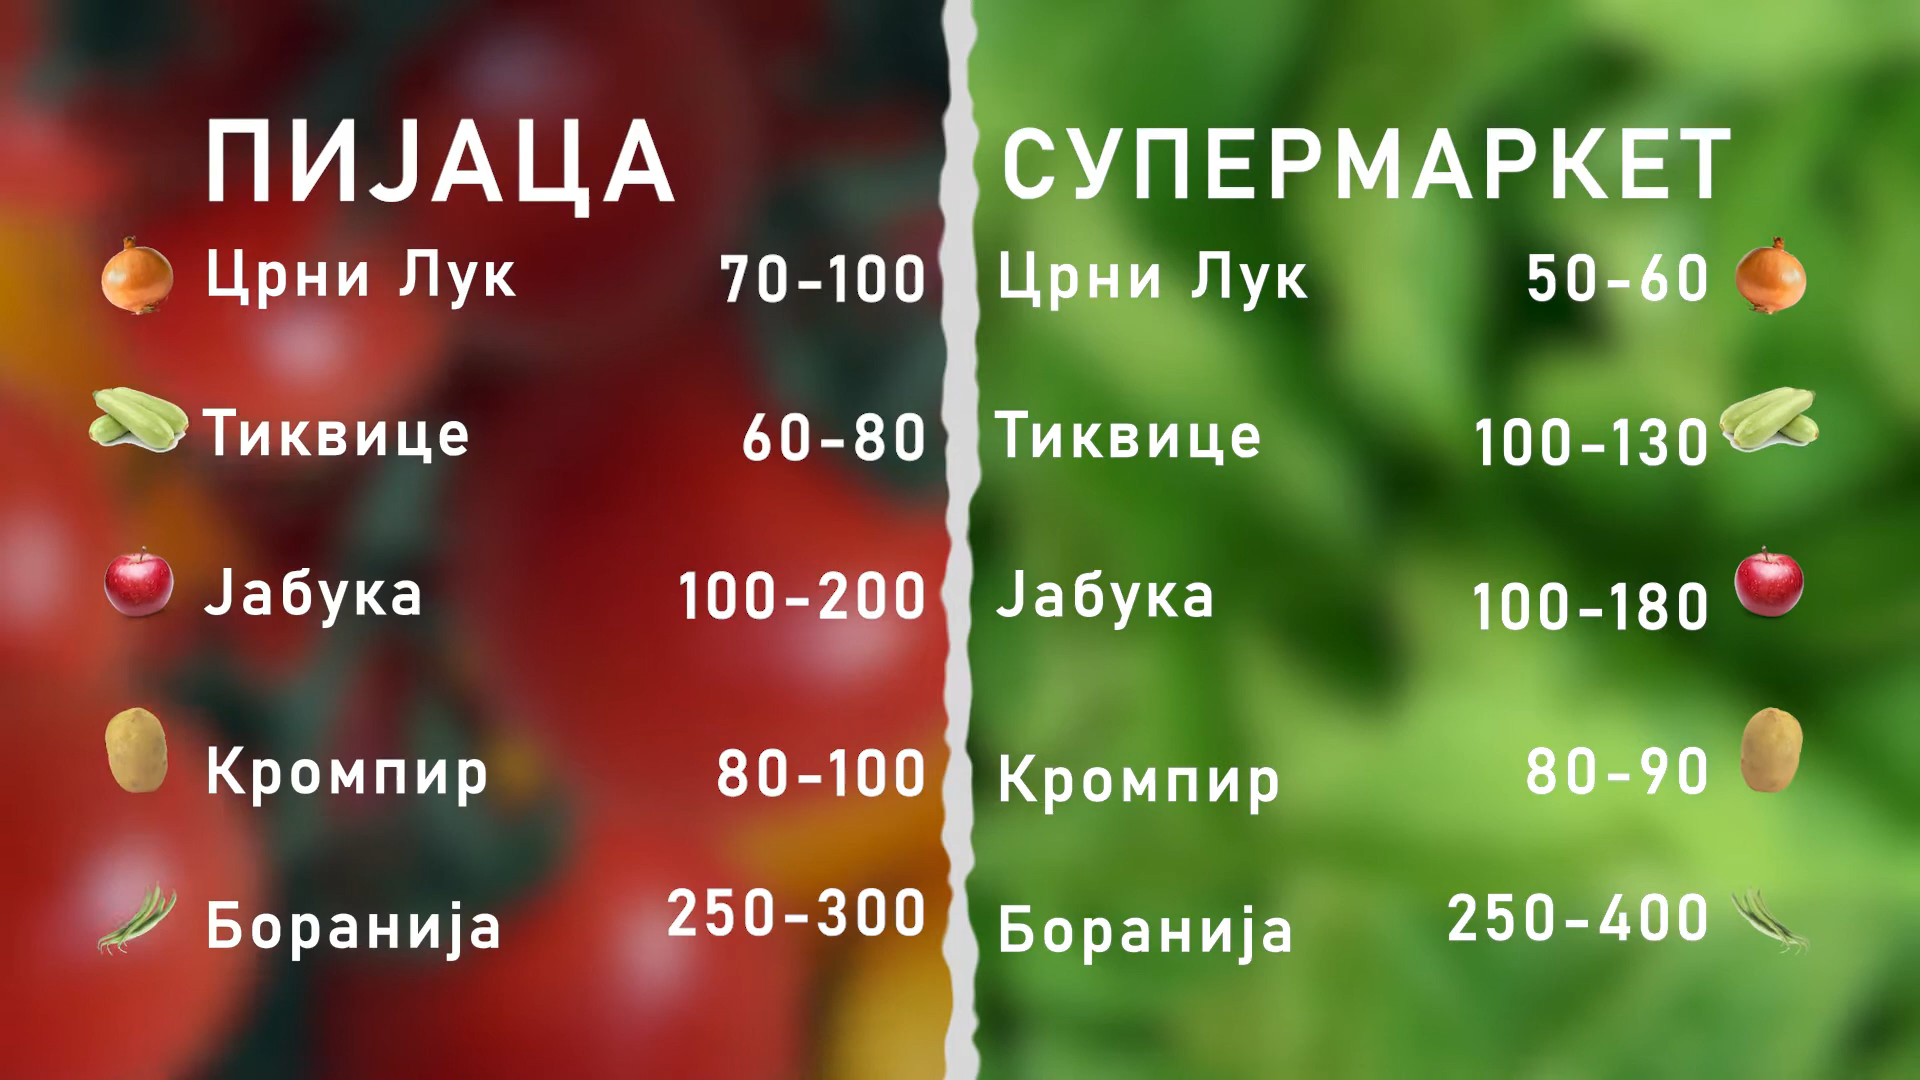 ПИЈАЦА
Црни Лук 70-100
Тиквице 60-80
Јабука 100-200
Кромпир 80-100
Боранија 250-300
СУПЕРМАРКЕТ
Црни Лук 50-60
Тиквице 100-130
Јабука 100-180
Кромпир 80-90
Боранија 250-400